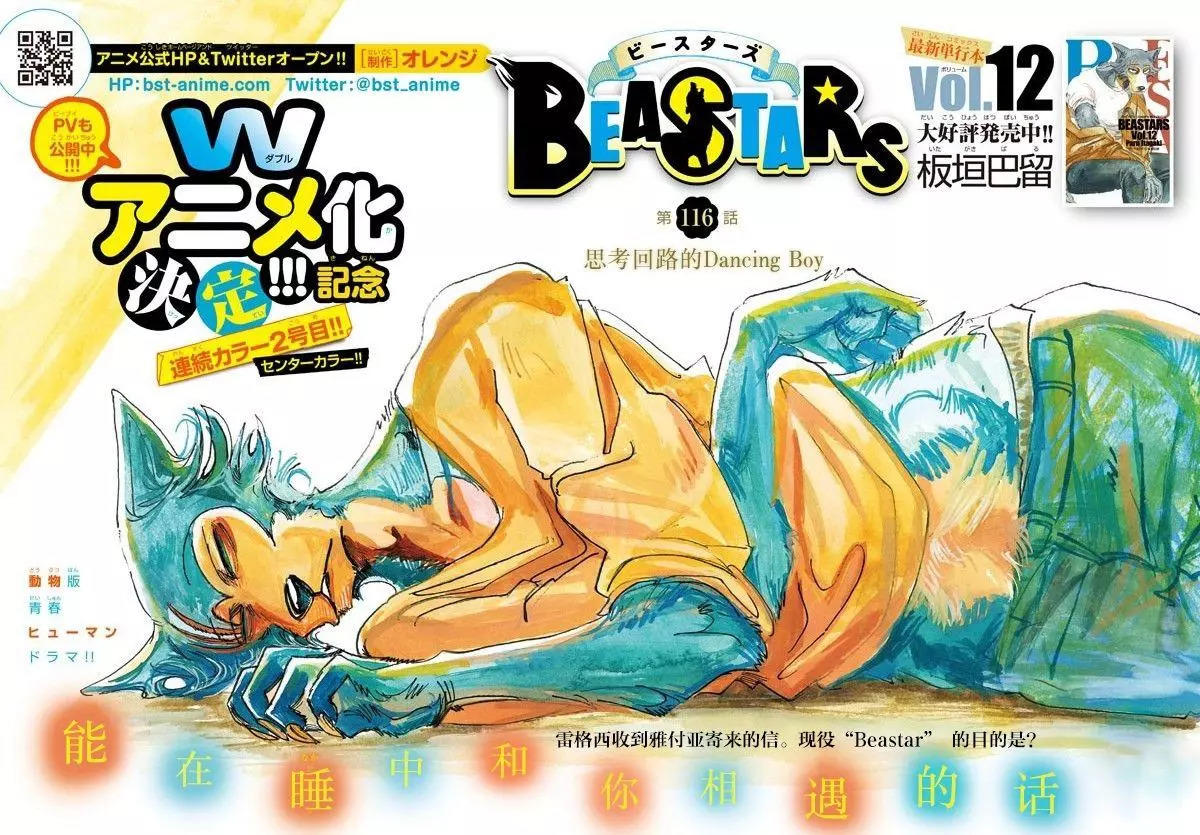 アニメ公式HP&Twitterオープン!! [制作]オレンジ
HP:bst-anime.com Twitter:@bst_anime
PVも
公開中
!!!
W
ダブル
アニメ化
決定!!!記念
連続カラー2号目!!
センターカラー!!
ビースターズ
BEASTARS
第116話
思考回路的Dancing Boy
最新単行本
Vol.12
大好評発売中!!
板垣巴留
BEASTARS
Vol.12
Paru Itagaki
動物版
青春
ヒューマン
ドラマ!!
雷格西收到雅付亚寄来的信。现役“Beastar” 的目的是?
能在睡中和你相遇的话